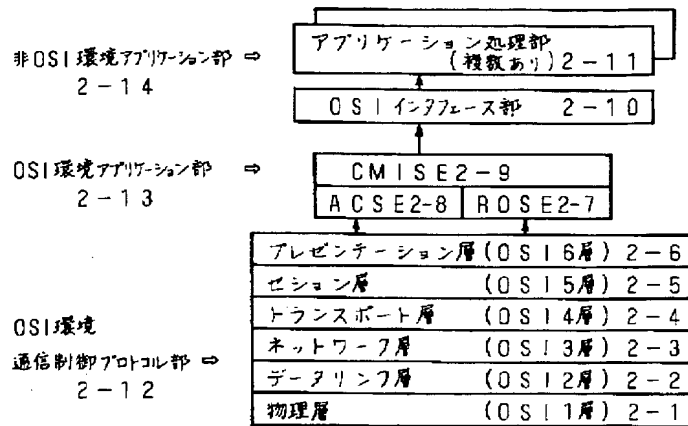 非OSI環境アプリケーション部 ⇒
2-14
アプリケーション処理部
(複数あり)2-11
OSIインタフェース部 2-10
OSI環境アプリケーション部 ⇒
2-13
CMISE2-9
ACSE2-8
ROSE2-7
OSI環境
通信制御プロトコル部 ⇒
2-12
プレゼンテーション層(OSI6層) 2-6
セション層 (OSI5層) 2-5
トランスポート層 (OSI4層) 2-4
ネットワーク層 (OSI3層) 2-3
データリンク層 (OSI2層) 2-2
物理層 (OSI1層) 2-1